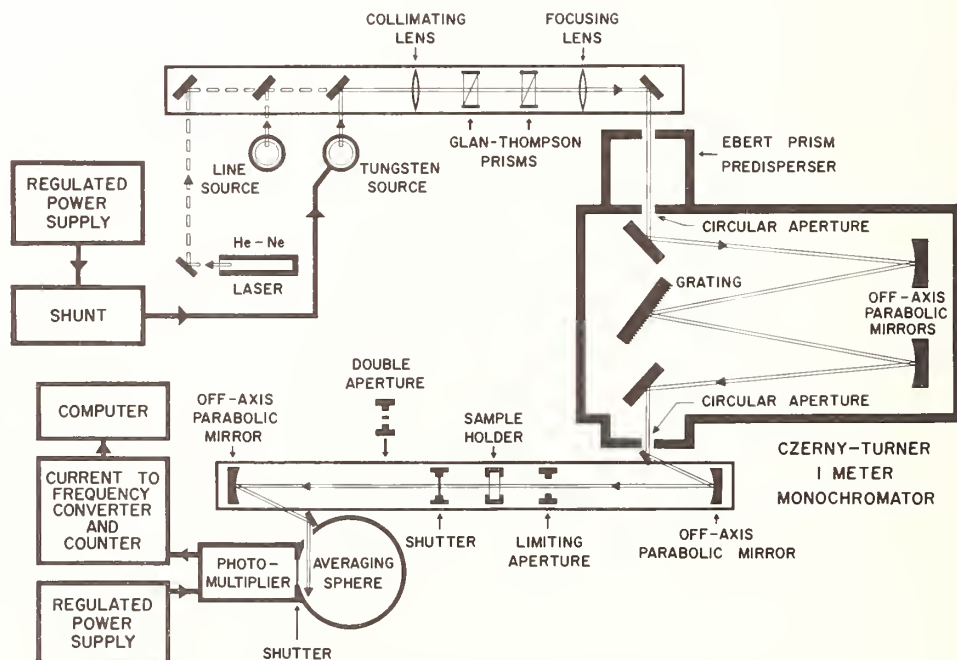 COLLIMATING
LENS
FOCUSING
LENS
GLAN-THOMPSON
PRISMS
EBERT PRISM
PREDISPERSER
LINE
SOURCE
TUNGSTEN
SOURCE
REGULATED
POWER
SUPPLY
He-Ne
LASER
SHUNT
CIRCULAR APERTURE
GRATING
OFF-AXIS
PARABOLIC
MIRRORS
CIRCULAR APERTURE
CZERNY-TURNER
I METER
MONOCHROMATOR
DOUBLE
APERTURE
OFF-AXIS
PARABOLIC
MIRROR
SAMPLE
HOLDER
COMPUTER
CURRENT TO
FREQUENCY
CONVERTER
AND
COUNTER
SHUTTER
LIMITING
APERTURE
OFF-AXIS
PARABOLIC MIRROR
PHOTO-
MULTIPLIER
AVERAGING
SPHERE
REGULATED
POWER
SUPPLY
SHUTTER